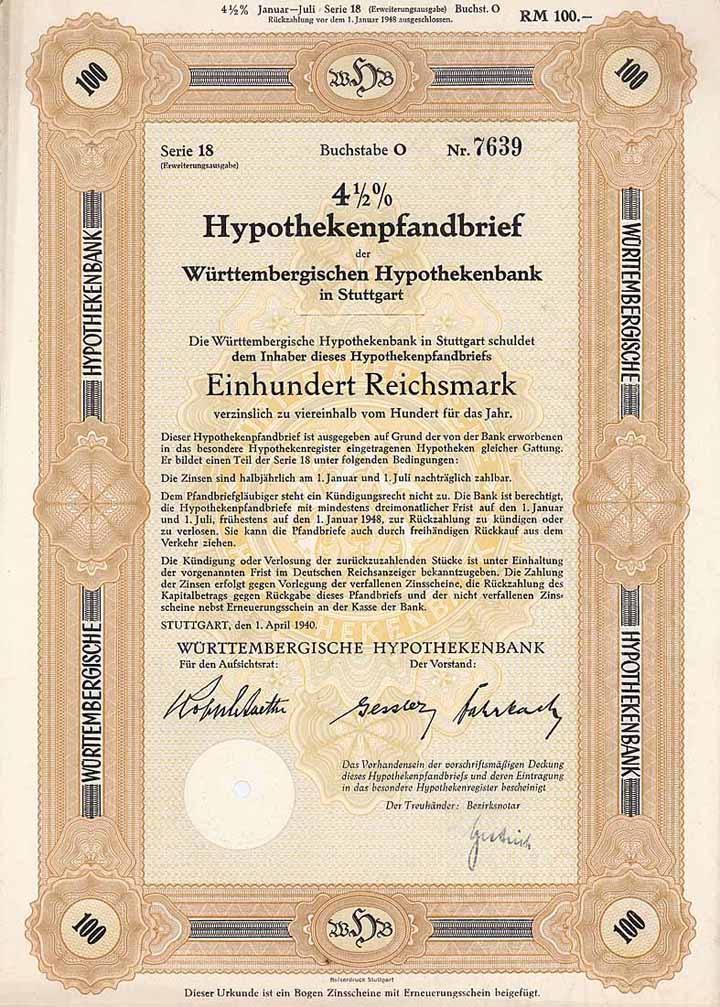 4½% Januar—Juli · Serie 18 (Erweiterungsausgabe) Buchst. O
Rückzahlung vor dem 1. Januar 1948 ausgeschlossen.
RM 100.–
100
WHB
100
Serie 18
(Erweiterungsausgabe)
Buchstabe O
Nr. 7639
4½%
Hypothekenpfandbrief
der
Württembergischen Hypothekenbank
in Stuttgart
Die Württembergische Hypothekenbank in Stuttgart schuldet
dem Inhaber dieses Hypothekenpfandbriefs
Einhundert Reichsmark
verzinslich zu viereinhalb vom Hundert für das Jahr.
Dieser Hypothekenpfandbrief ist ausgegeben auf Grund der von der Bank erworbenen
in das besondere Hypothekenregister eingetragenen Hypotheken gleicher Gattung.
Er bildet einen Teil der Serie 18 unter folgenden Bedingungen:
Die Zinsen sind halbjährlich am 1. Januar und 1. Juli nachträglich zahlbar.
Dem Pfandbriefgläubiger steht ein Kündigungsrecht nicht zu. Die Bank ist berechtigt,
die Hypothekenpfandbriefe mit mindestens dreimonatlicher Frist auf den 1. Januar
und 1. Juli, frühestens auf den 1. Januar 1948, zur Rückzahlung zu kündigen oder
zu verlosen. Sie kann die Pfandbriefe auch durch freihändigen Rückkauf aus dem
Verkehr ziehen.
Die Kündigung oder Verlosung der zurückzuzahlenden Stücke ist unter Einhaltung
der vorgenannten Frist im Deutschen Reichsanzeiger bekanntzugeben. Die Zahlung
der Zinsen erfolgt gegen Vorlegung der verfallenen Zinsscheine, die Rückzahlung des
Kapitalbetrags gegen Rückgabe dieses Pfandbriefs und der nicht verfallenen Zins-
scheine nebst Erneuerungsschein an der Kasse der Bank.
STUTTGART, den 1. April 1940.
WÜRTTEMBERGISCHE HYPOTHEKENBANK
Für den Aufsichtsrat:
Der Vorstand:
Gessler
Fahrbach
Das Vorhandensein der vorschriftsmäßigen Deckung
dieses Hypothekenpfandbriefs und deren Eintragung
in das besondere Hypothekenregister bescheinigt
Der Treuhänder: Bezirksnotar
WÜRTTEMBERGISCHE HYPOTHEKENBANK
WÜRTTEMBERGISCHE HYPOTHEKENBANK
100
WHB
100
Dieser Urkunde ist ein Bogen Zinsscheine mit Erneuerungsschein beigefügt.